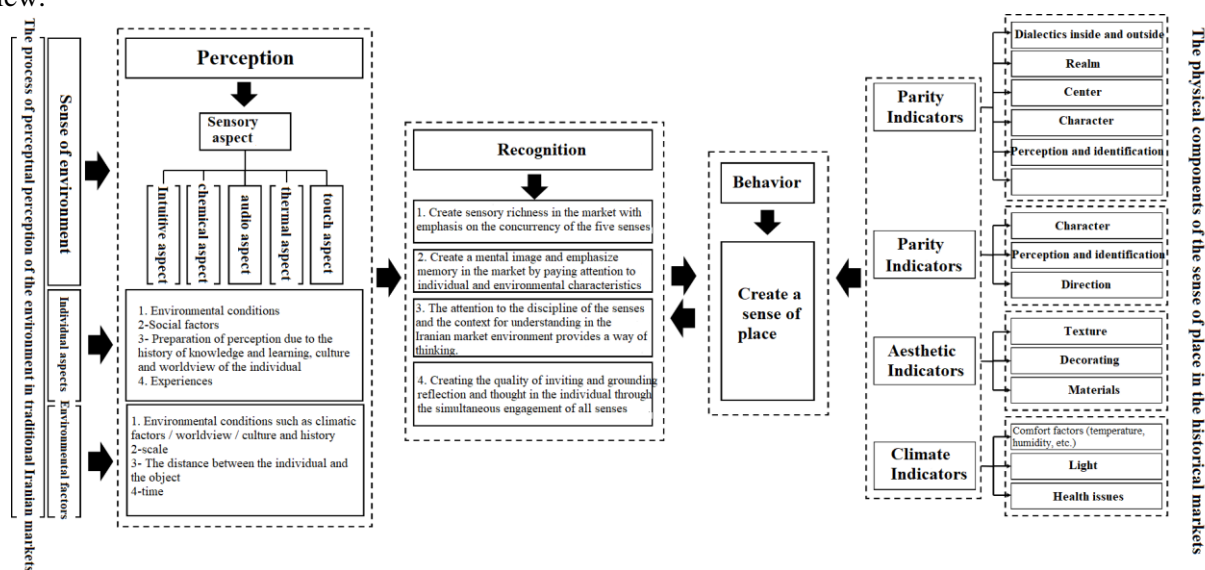 The process of perceptual perception of the environment in traditional Iranian markets
Sense of environment
Individual aspects
Environmental factors
Perception
Sensory
aspect
Intuitive aspect
chemical aspect
audio aspect
thermal aspect
touch aspect
1. Environmental conditions
2-Social factors
3- Preparation of perception due to the
history of knowledge and learning, culture
and worldview of the individual
4. Experiences
1. Environmental conditions such as climatic
factors / worldview / culture and history
2-scale
3- The distance between the individual and
the object
4-time
Recognition
1. Create sensory richness in the market with
emphasis on the concurrency of the five senses
2. Create a mental image and emphasize
memory in the market by paying attention to
individual and environmental characteristics
3. The attention to the discipline of the senses
and the context for understanding in the
Iranian market environment provides a way of
thinking.
4. Creating the quality of inviting and grounding
reflection and thought in the individual through
the simultaneous engagement of all senses
Behavior
Create a
sense of
place
Parity
Indicators
Dialectics inside and outside
Realm
Center
Character
Perception and identification
Parity
Indicators
Character
Perception and identification
Direction
Aesthetic
Indicators
Texture
Decorating
Materials
Climate
Indicators
Comfort factors (temperature,
humidity, etc.)
Light
Health issues
The physical components of the sense of place in the historical markets